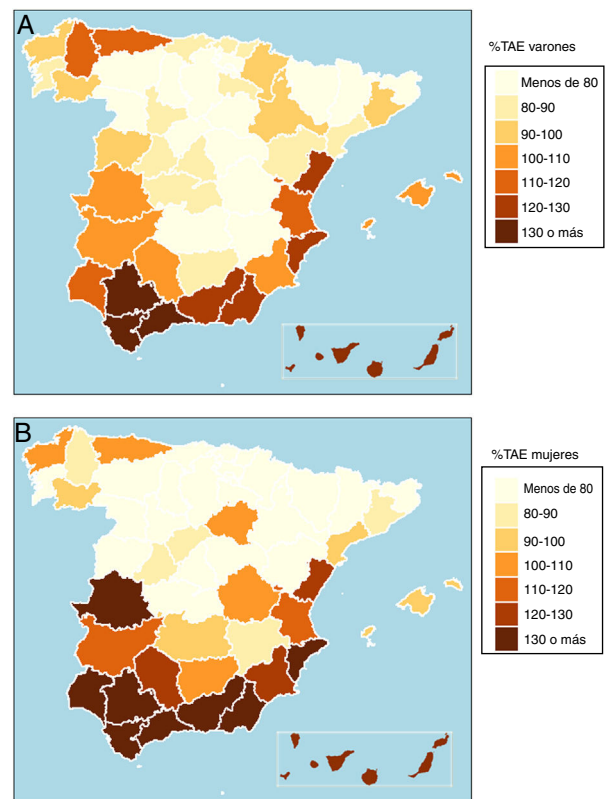 A
%TAE varones
Menos de 80
80-90
90-100
100-110
110-120
120-130
130 o más
B
%TAE mujeres
Menos de 80
80-90
90-100
100-110
110-120
120-130
130 o más